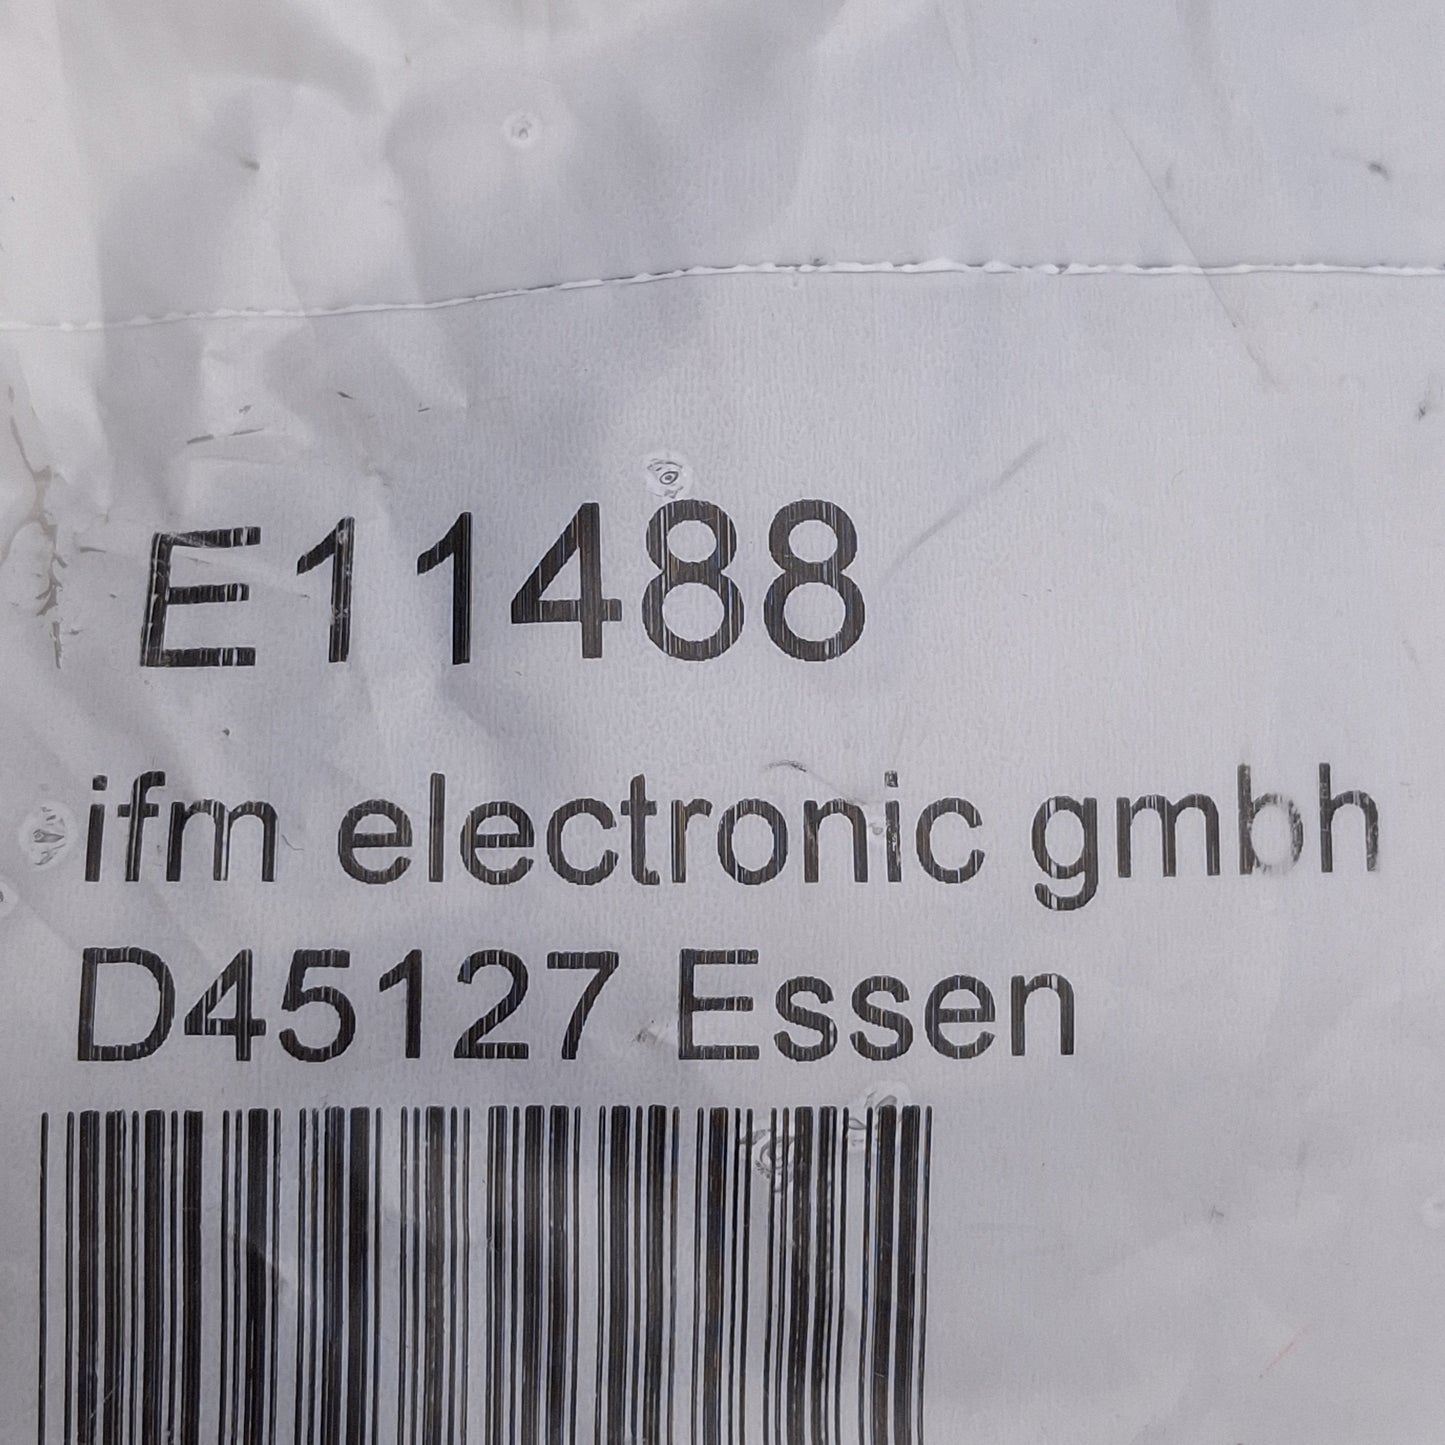 E11488
ifm electronic gmbh
D45127 Essen